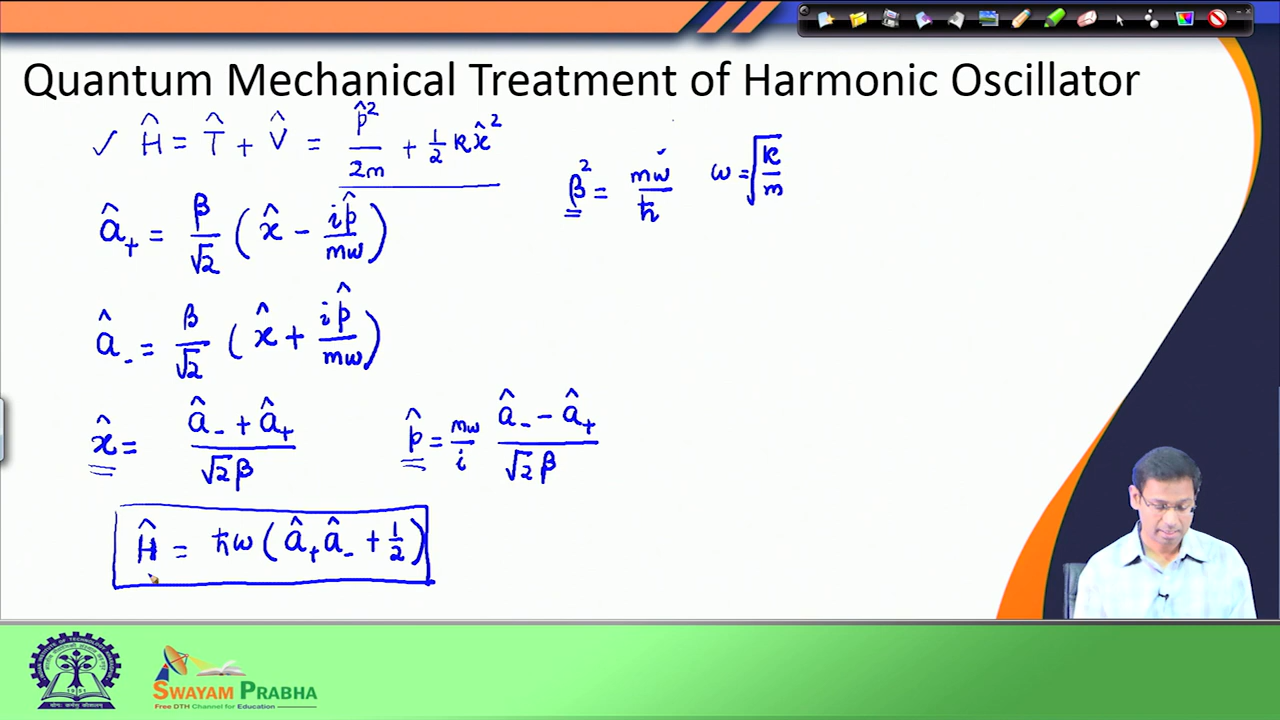 Quantum Mechanical Treatment of Harmonic Oscillator
✓ Ĥ = T̂ + V̂ = p̂²/2m + 1/2 k x̂²
β² = mω/ħ ω = √(k/m)
â₊ = β/√2 ( x̂ − ip̂/mω )
â₋ = β/√2 ( x̂ + ip̂/mω )
x̂ = (â₋ + â₊)/√2β p̂ = mω/i (â₋ − â₊)/√2β
Ĥ = ħω ( â₊ â₋ + 1/2 )
1951
SWAYAM PRABHA
Free DTH Channel for Education